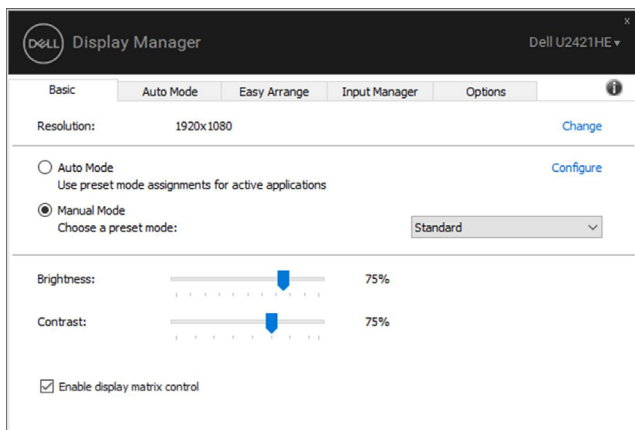 x
DELL Display Manager Dell U2421HE
Basic Auto Mode Easy Arrange Input Manager Options i
Resolution: 1920x1080 Change
Auto Mode Configure
Use preset mode assignments for active applications
Manual Mode
Choose a preset mode: Standard
Brightness: 75%
Contrast: 75%
Enable display matrix control